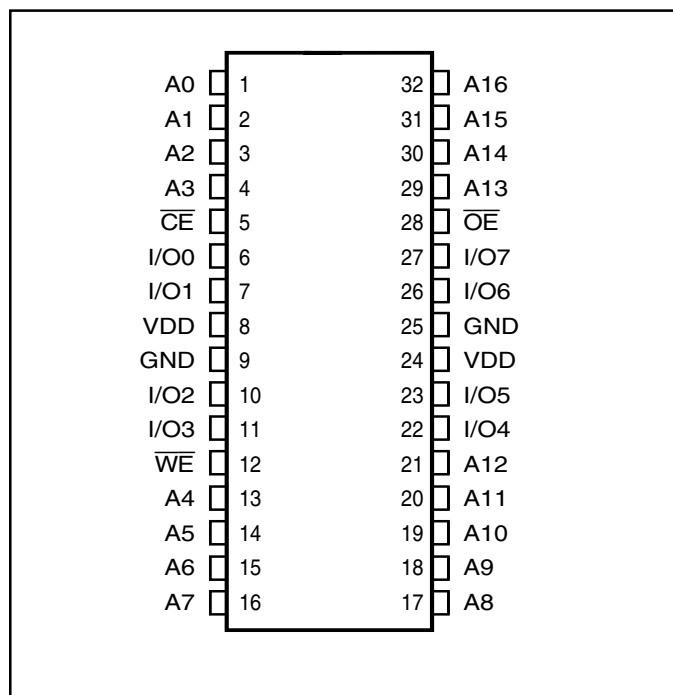 A0 1 32 A16
A1 2 31 A15
A2 3 30 A14
A3 4 29 A13
C̅E̅ 5 28 O̅E̅
I/O0 6 27 I/O7
I/O1 7 26 I/O6
VDD 8 25 GND
GND 9 24 VDD
I/O2 10 23 I/O5
I/O3 11 22 I/O4
W̅E̅ 12 21 A12
A4 13 20 A11
A5 14 19 A10
A6 15 18 A9
A7 16 17 A8